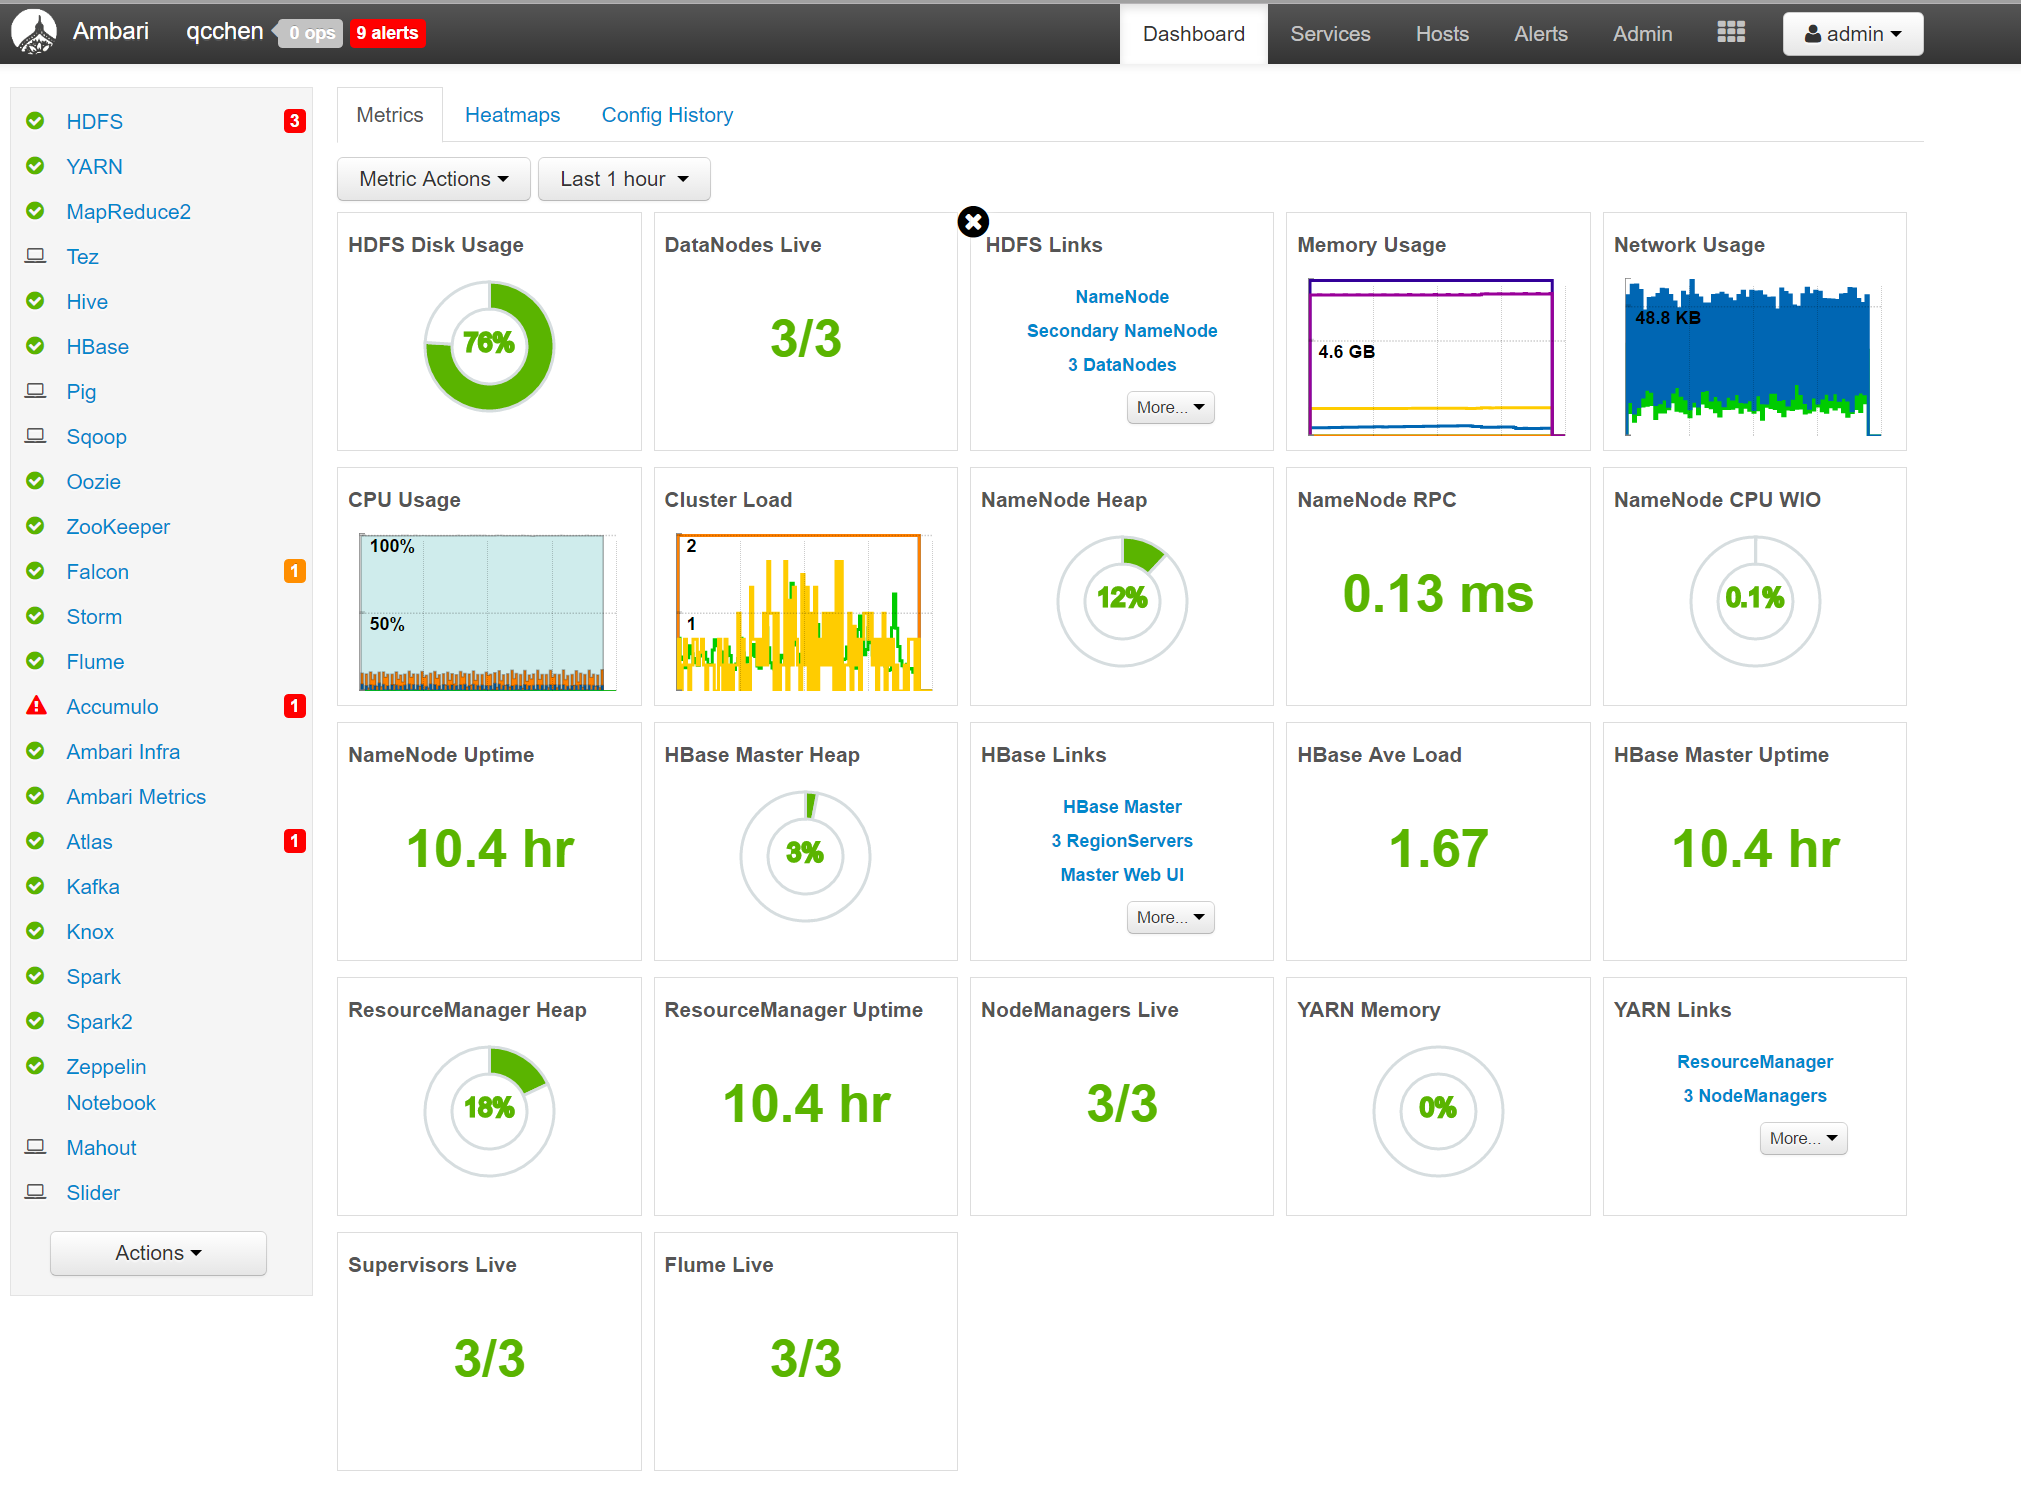 Ambari qcchen 0 ops 9 alerts Dashboard Services Hosts Alerts Admin admin
HDFS 3
YARN
MapReduce2
Tez
Hive
HBase
Pig
Sqoop
Oozie
ZooKeeper
Falcon 1
Storm
Flume
Accumulo 1
Ambari Infra
Ambari Metrics
Atlas 1
Kafka
Knox
Spark
Spark2
Zeppelin
Notebook
Mahout
Slider
Actions
Metrics Heatmaps Config History
Metric Actions Last 1 hour
HDFS Disk Usage
76%
DataNodes Live
3/3
HDFS Links
NameNode
Secondary NameNode
3 DataNodes
More...
Memory Usage
4.6 GB
Network Usage
48.8 KB
CPU Usage
100%
50%
Cluster Load
2
1
NameNode Heap
12%
NameNode RPC
0.13 ms
NameNode CPU WIO
0.1%
NameNode Uptime
10.4 hr
HBase Master Heap
3%
HBase Links
HBase Master
3 RegionServers
Master Web UI
More...
HBase Ave Load
1.67
HBase Master Uptime
10.4 hr
ResourceManager Heap
18%
ResourceManager Uptime
10.4 hr
NodeManagers Live
3/3
YARN Memory
0%
YARN Links
ResourceManager
3 NodeManagers
More...
Supervisors Live
3/3
Flume Live
3/3